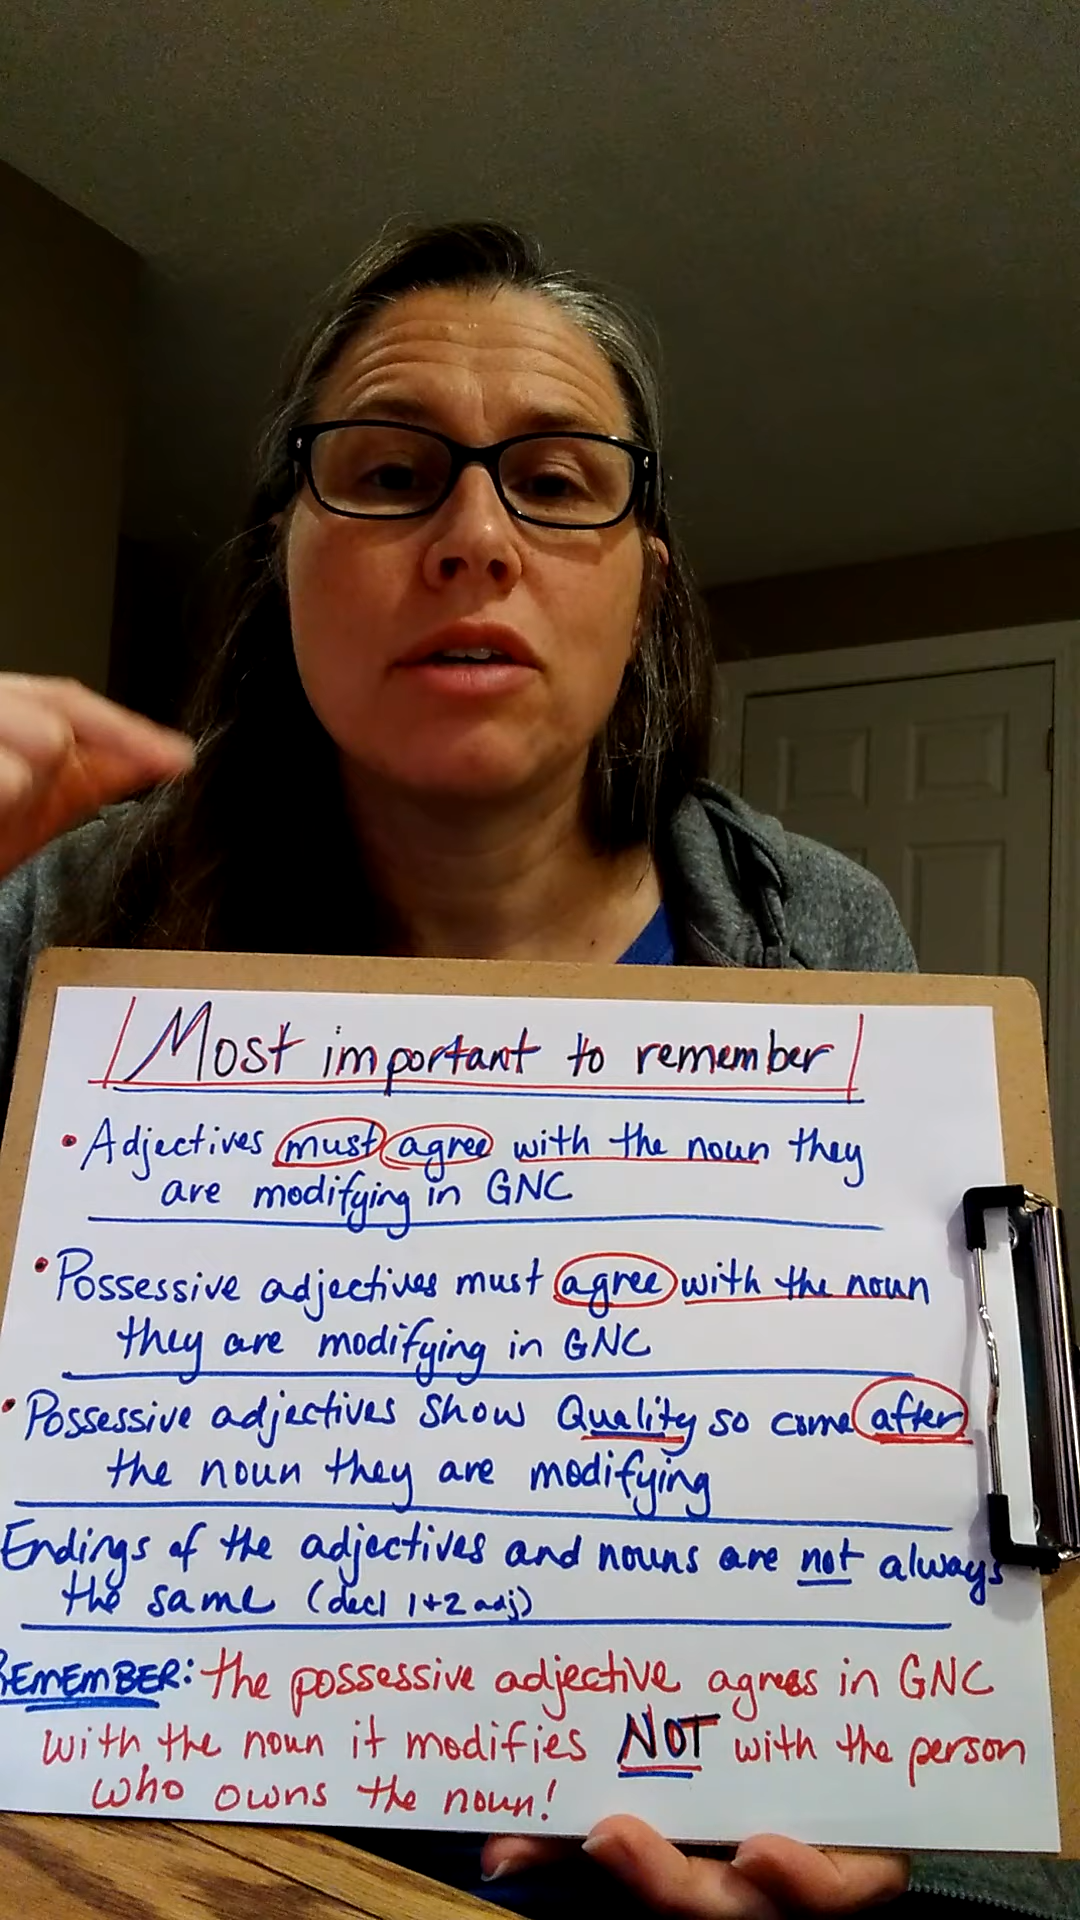 Most important to remember
• Adjectives must agree with the noun they
are modifying in GNC
• Possessive adjectives must agree with the noun
they are modifying in GNC
• Possessive adjectives show Quality so come after
the noun they are modifying
Endings of the adjectives and nouns are not always
the same (decl 1+2 adj)
REMEMBER: the possessive adjective agrees in GNC
with the noun it modifies NOT with the person
who owns the noun!